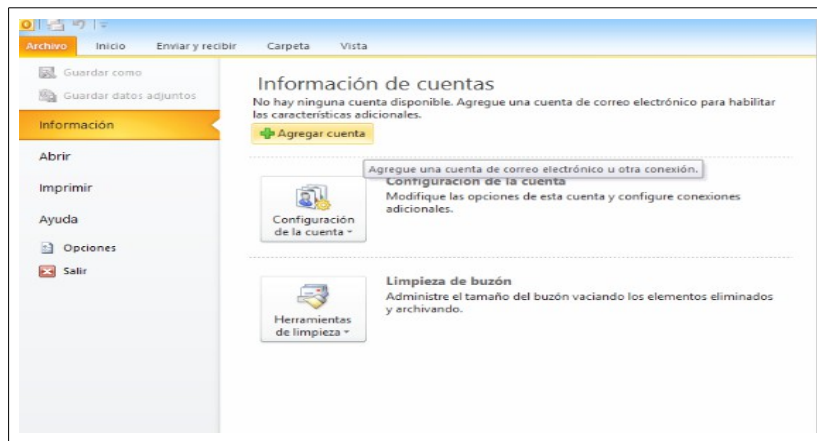 Archivo Inicio Enviar y recibir Carpeta Vista
Guardar como
Guardar datos adjuntos
Información
Abrir
Imprimir
Ayuda
Opciones
Salir
Información de cuentas
No hay ninguna cuenta disponible. Agregue una cuenta de correo electrónico para habilitar
las características adicionales.
Agregar cuenta
Agregue una cuenta de correo electrónico u otra conexión.
Configuración
de la cuenta
Configuración de la cuenta
Modifique las opciones de esta cuenta y configure conexiones
adicionales.
Herramientas
de limpieza
Limpieza de buzón
Administre el tamaño del buzón vaciando los elementos eliminados
y archivando.